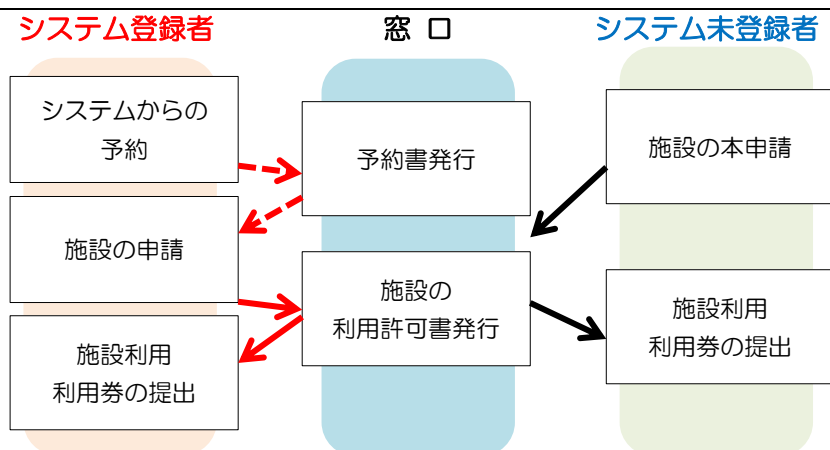 システム登録者
窓 口
システム未登録者
システムからの
予約
予約書発行
施設の本申請
施設の申請
施設の
利用許可書発行
施設利用
利用券の提出
施設利用
利用券の提出